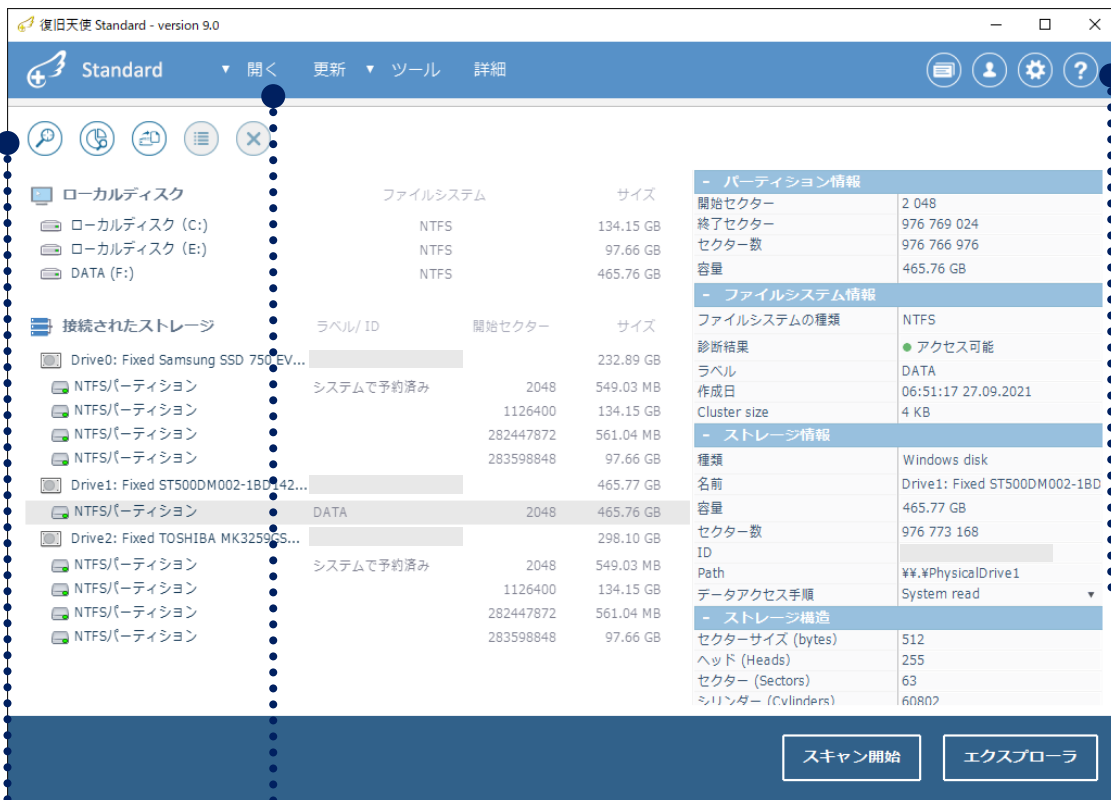 復旧天使 Standard - version 9.0
Standard ▼ 開く 更新 ▼ ツール 詳細
ローカルディスク ファイルシステム サイズ
ローカルディスク (C:) NTFS 134.15 GB
ローカルディスク (E:) NTFS 97.66 GB
DATA (F:) NTFS 465.76 GB
接続されたストレージ ラベル/ ID 開始セクター サイズ
Drive0: Fixed Samsung SSD 750 EV... 232.89 GB
NTFSパーティション システムで予約済み 2048 549.03 MB
NTFSパーティション 1126400 134.15 GB
NTFSパーティション 282447872 561.04 MB
NTFSパーティション 283598848 97.66 GB
Drive1: Fixed ST500DM002-1BD142... 465.77 GB
NTFSパーティション DATA 2048 465.76 GB
Drive2: Fixed TOSHIBA MK3259GS... 298.10 GB
NTFSパーティション システムで予約済み 2048 549.03 MB
NTFSパーティション 1126400 134.15 GB
NTFSパーティション 282447872 561.04 MB
NTFSパーティション 283598848 97.66 GB
- パーティション情報
開始セクター 2 048
終了セクター 976 769 024
セクター数 976 766 976
容量 465.76 GB
- ファイルシステム情報
ファイルシステムの種類 NTFS
診断結果 ● アクセス可能
ラベル DATA
作成日 06:51:17 27.09.2021
Cluster size 4 KB
- ストレージ情報
種類 Windows disk
名前 Drive1: Fixed ST500DM002-1BD
容量 465.77 GB
セクター数 976 773 168
ID
Path ¥¥.¥PhysicalDrive1
データアクセス手順 System read ▼
- ストレージ構造
セクターサイズ (bytes) 512
ヘッド (Heads) 255
セクター (Sectors) 63
シリンダー (Cylinders) 60802
スキャン開始 エクスプローラ